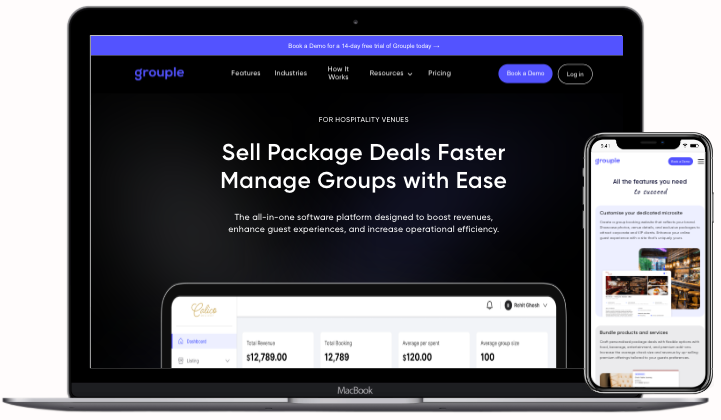 Book a Demo for a 14-day free trial of Grouple today →
grouple
Features
Industries
How It
Works
Resources
Pricing
Book a Demo
Log in
FOR HOSPITALITY VENUES
Sell Package Deals Faster
Manage Groups with Ease
The all-in-one software platform designed to boost revenues,
enhance guest experiences, and increase operational efficiency.
Calico
Rohit Ghosh
Dashboard
Listing
Total Revenue
$12,789.00
Total Booking
12,789
Average per spent
$120.00
Average group size
100
MacBook
9:41
grouple
Book a Demo
All the features you need
to succeed
Customise your dedicated microsite
Bundle products and services